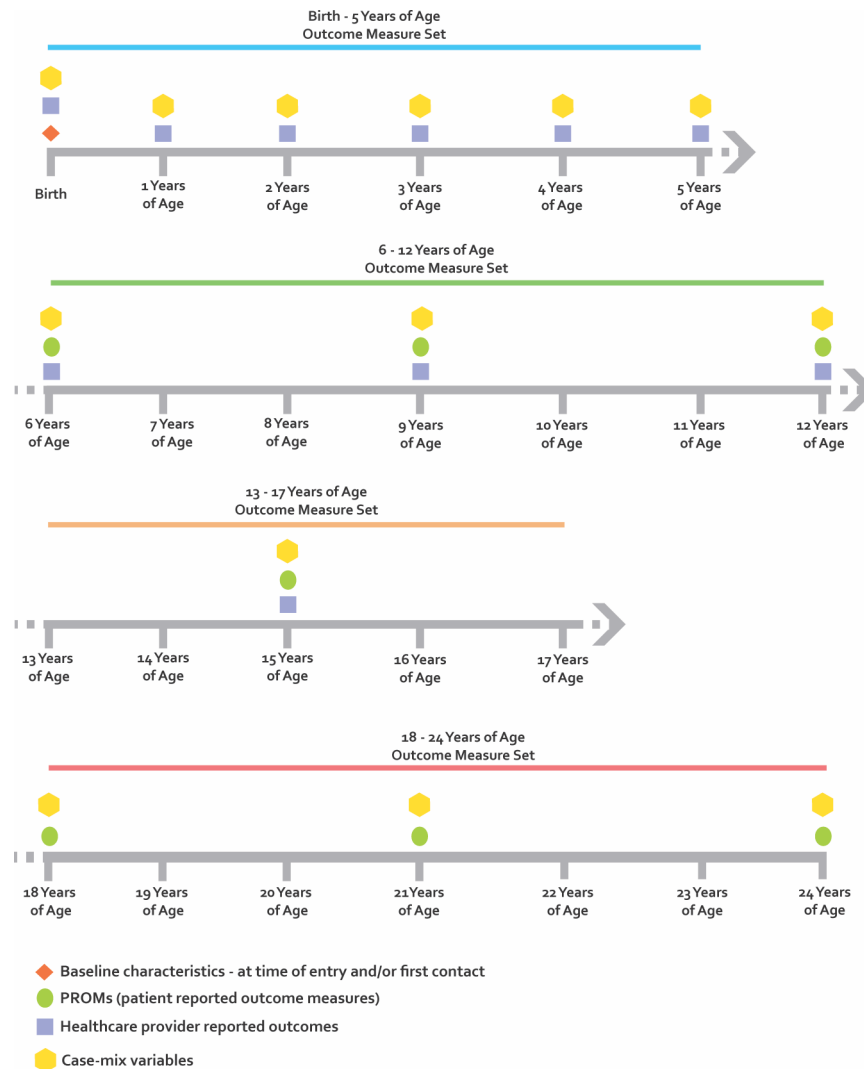 Birth - 5 Years of Age
Outcome Measure Set
Birth
1 Years
of Age
2 Years
of Age
3 Years
of Age
4 Years
of Age
5 Years
of Age
6 - 12 Years of Age
Outcome Measure Set
6 Years
of Age
7 Years
of Age
8 Years
of Age
9 Years
of Age
10 Years
of Age
11 Years
of Age
12 Years
of Age
13 - 17 Years of Age
Outcome Measure Set
13 Years
of Age
14 Years
of Age
15 Years
of Age
16 Years
of Age
17 Years
of Age
18 - 24 Years of Age
Outcome Measure Set
18 Years
of Age
19 Years
of Age
20 Years
of Age
21 Years
of Age
22 Years
of Age
23 Years
of Age
24 Years
of Age
Baseline characteristics - at time of entry and/or first contact
PROMs (patient reported outcome measures)
Healthcare provider reported outcomes
Case-mix variables